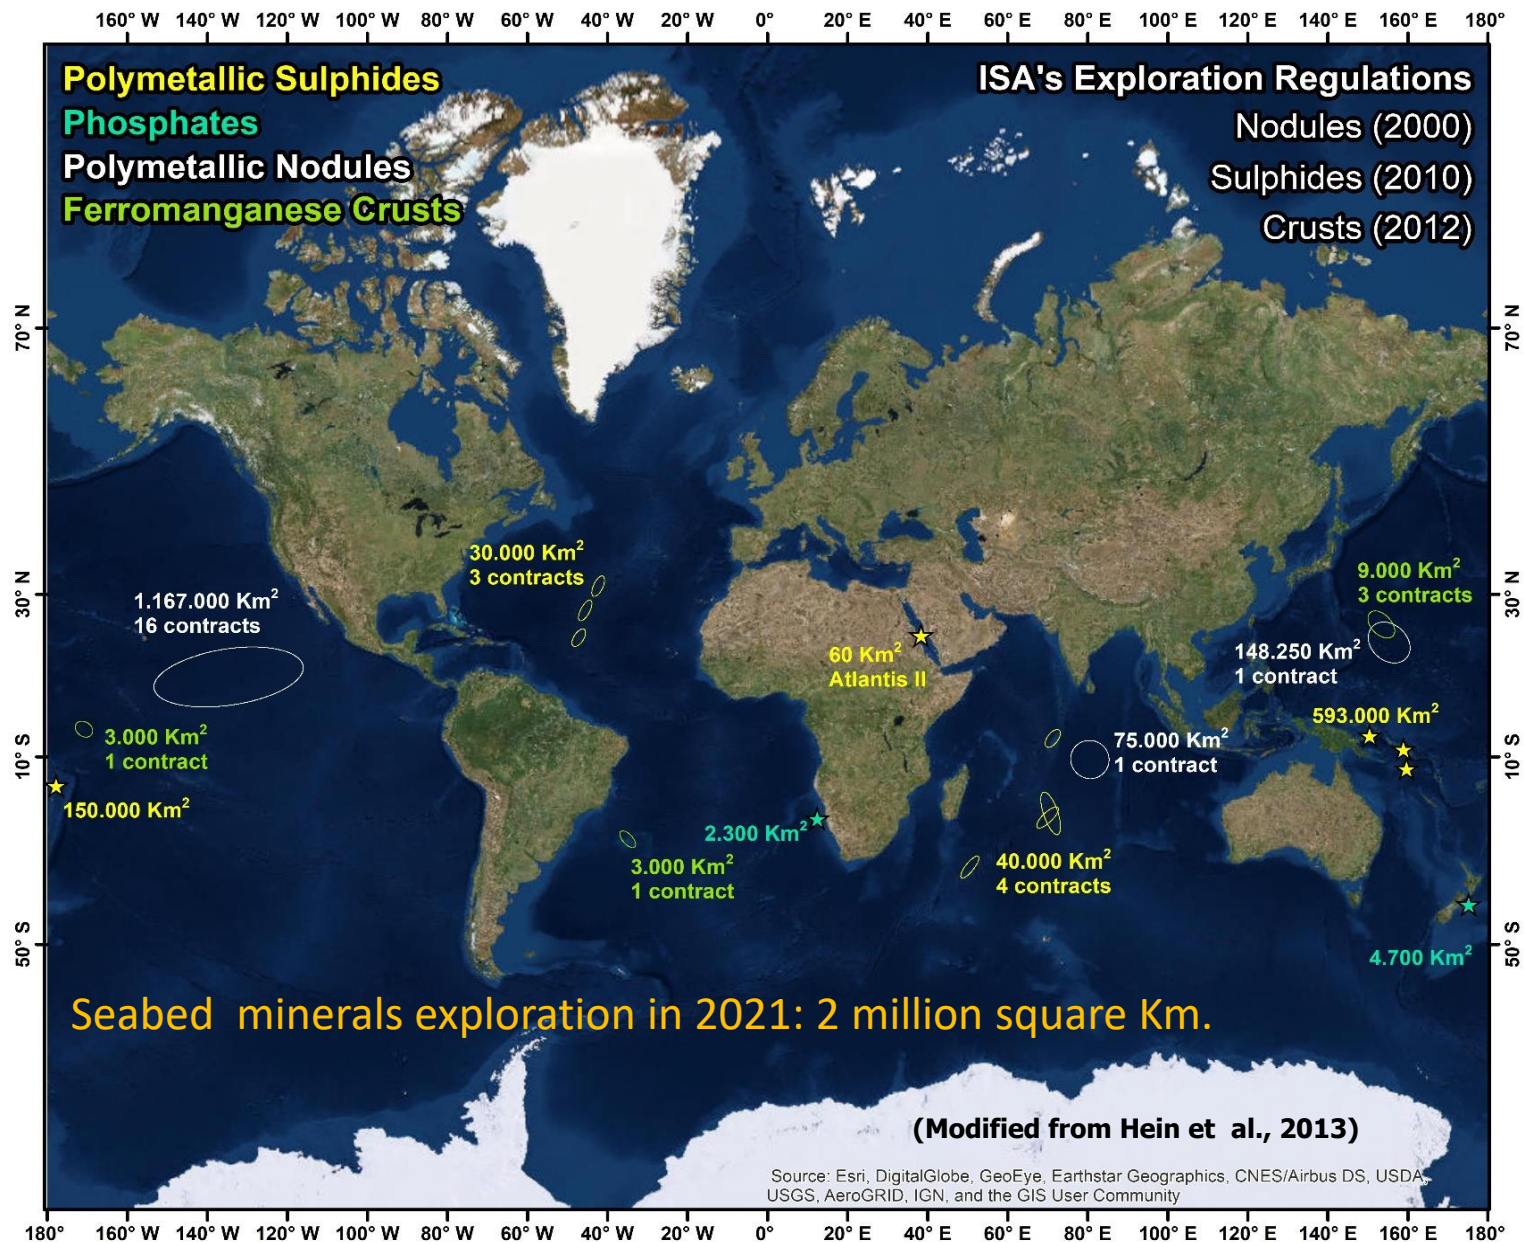 160° W 140° W 120° W 100° W 80° W 60° W 40° W 20° W 0° 20° E 40° E 60° E 80° E 100° E 120° E 140° E 160° E 180°
Polymetallic Sulphides
Phosphates
Polymetallic Nodules
Ferromanganese Crusts
ISA's Exploration Regulations
Nodules (2000)
Sulphides (2010)
Crusts (2012)
70° N
70° N
30.000 Km²
3 contracts
9.000 Km²
3 contracts
30° N
30° N
1.167.000 Km²
16 contracts
60 Km²
Atlantis II
148.250 Km²
1 contract
593.000 Km²
3.000 Km²
1 contract
75.000 Km²
1 contract
10° S
10° S
150.000 Km²
2.300 Km²
3.000 Km²
1 contract
40.000 Km²
4 contracts
50° S
50° S
4.700 Km²
Seabed minerals exploration in 2021: 2 million square Km.
(Modified from Hein et al., 2013)
Source: Esri, DigitalGlobe, GeoEye, Earthstar Geographics, CNES/Airbus DS, USDA,
USGS, AeroGRID, IGN, and the GIS User Community
180° 160° W 140° W 120° W 100° W 80° W 60° W 40° W 20° W 0° 20° E 40° E 60° E 80° E 100° E 120° E 140° E 160° E 180°